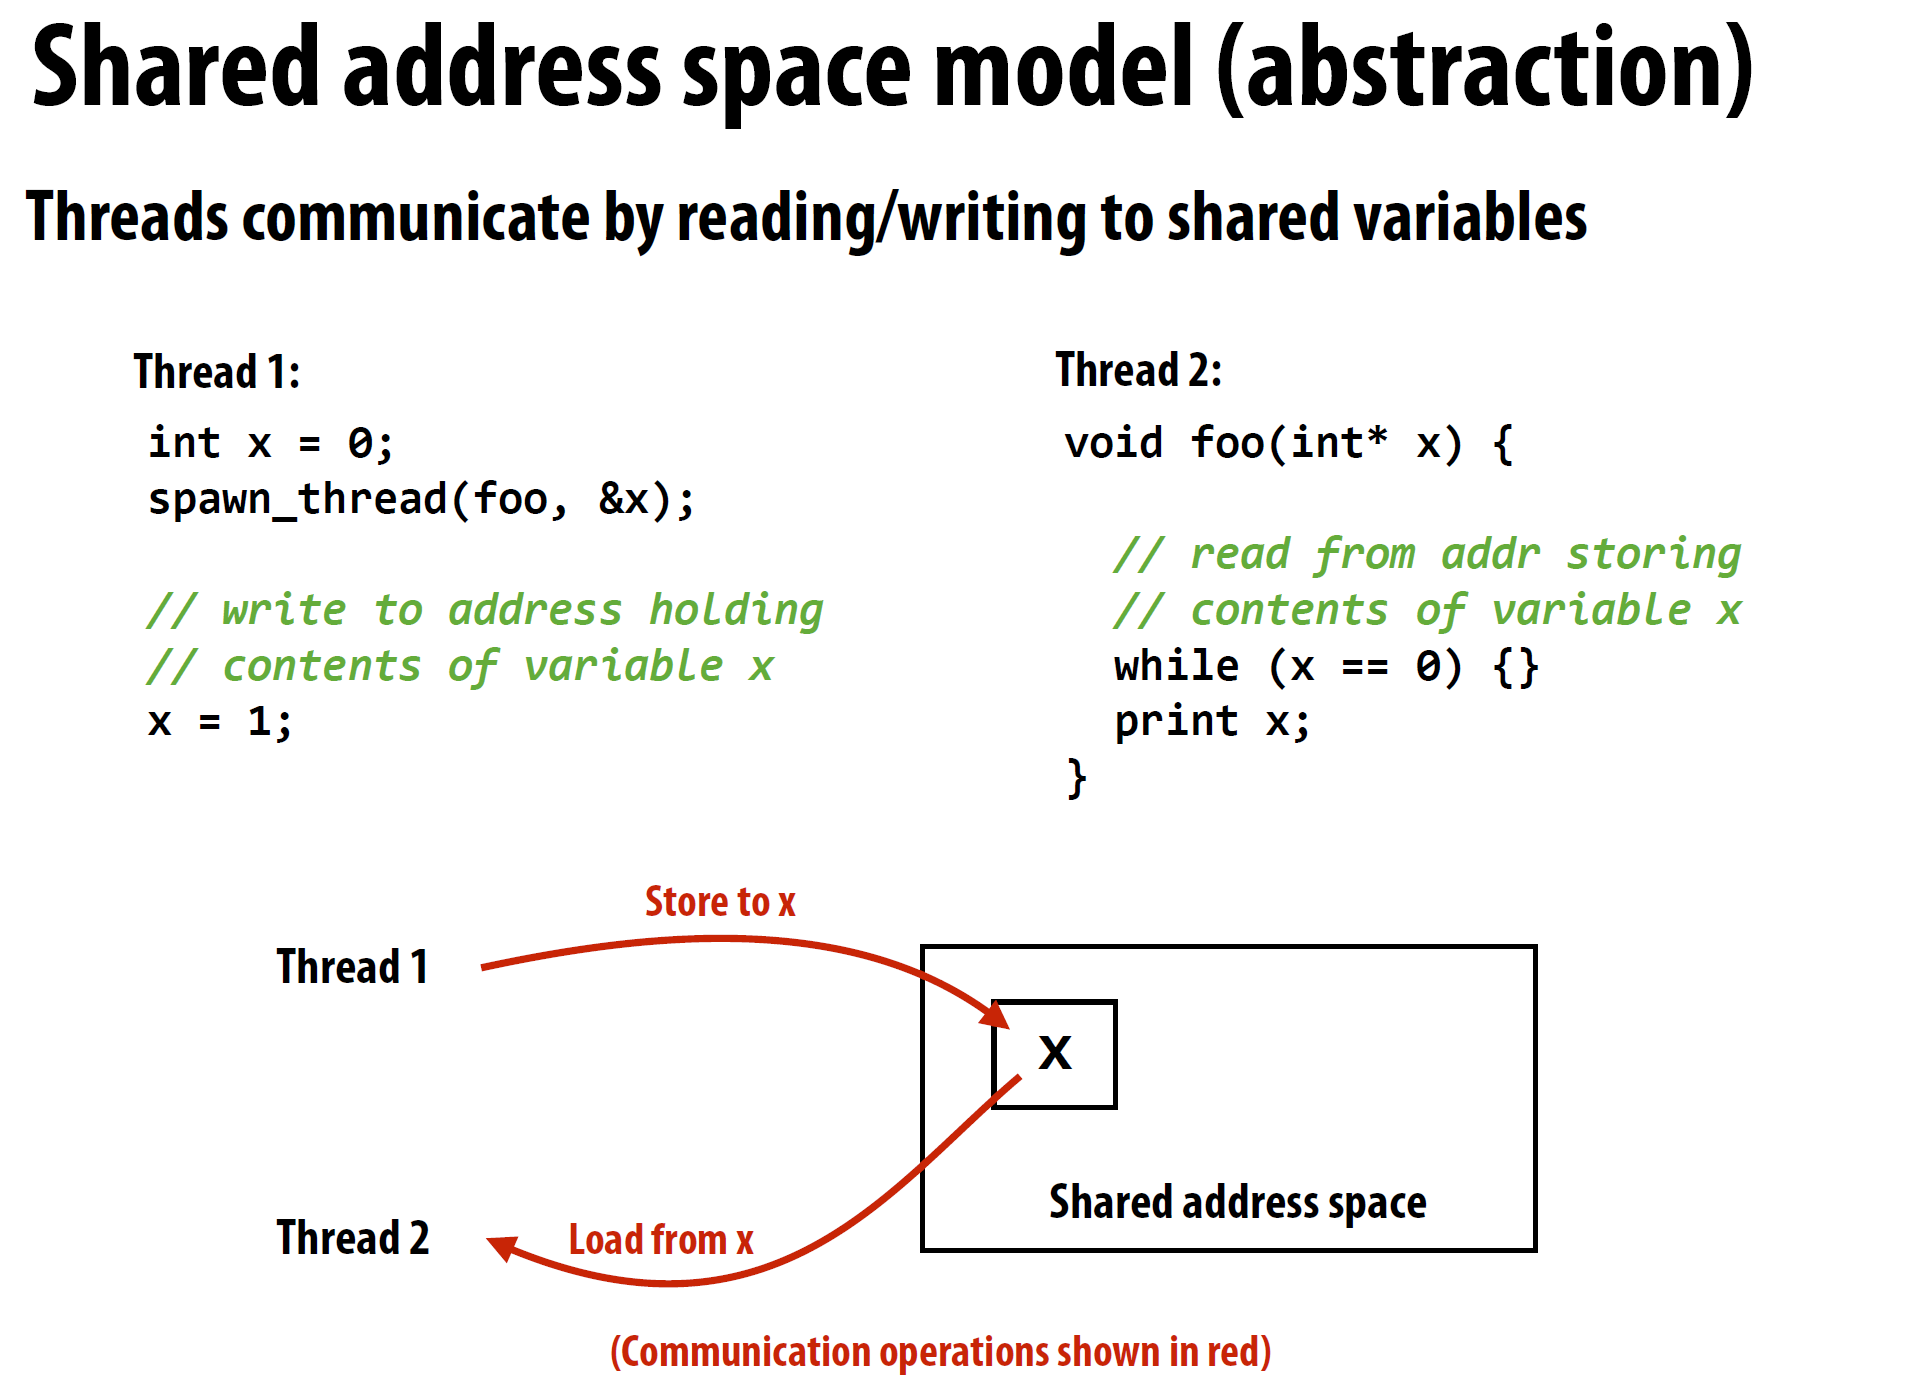 Shared address space model (abstraction)
Threads communicate by reading/writing to shared variables
Thread 1:
int x = 0;
spawn_thread(foo, &x);
// write to address holding
// contents of variable x
x = 1;
Thread 2:
void foo(int* x) {
// read from addr storing
// contents of variable x
while (x == 0) {}
print x;
}
Store to x
Thread 1
x
Shared address space
Thread 2
Load from x
(Communication operations shown in red)